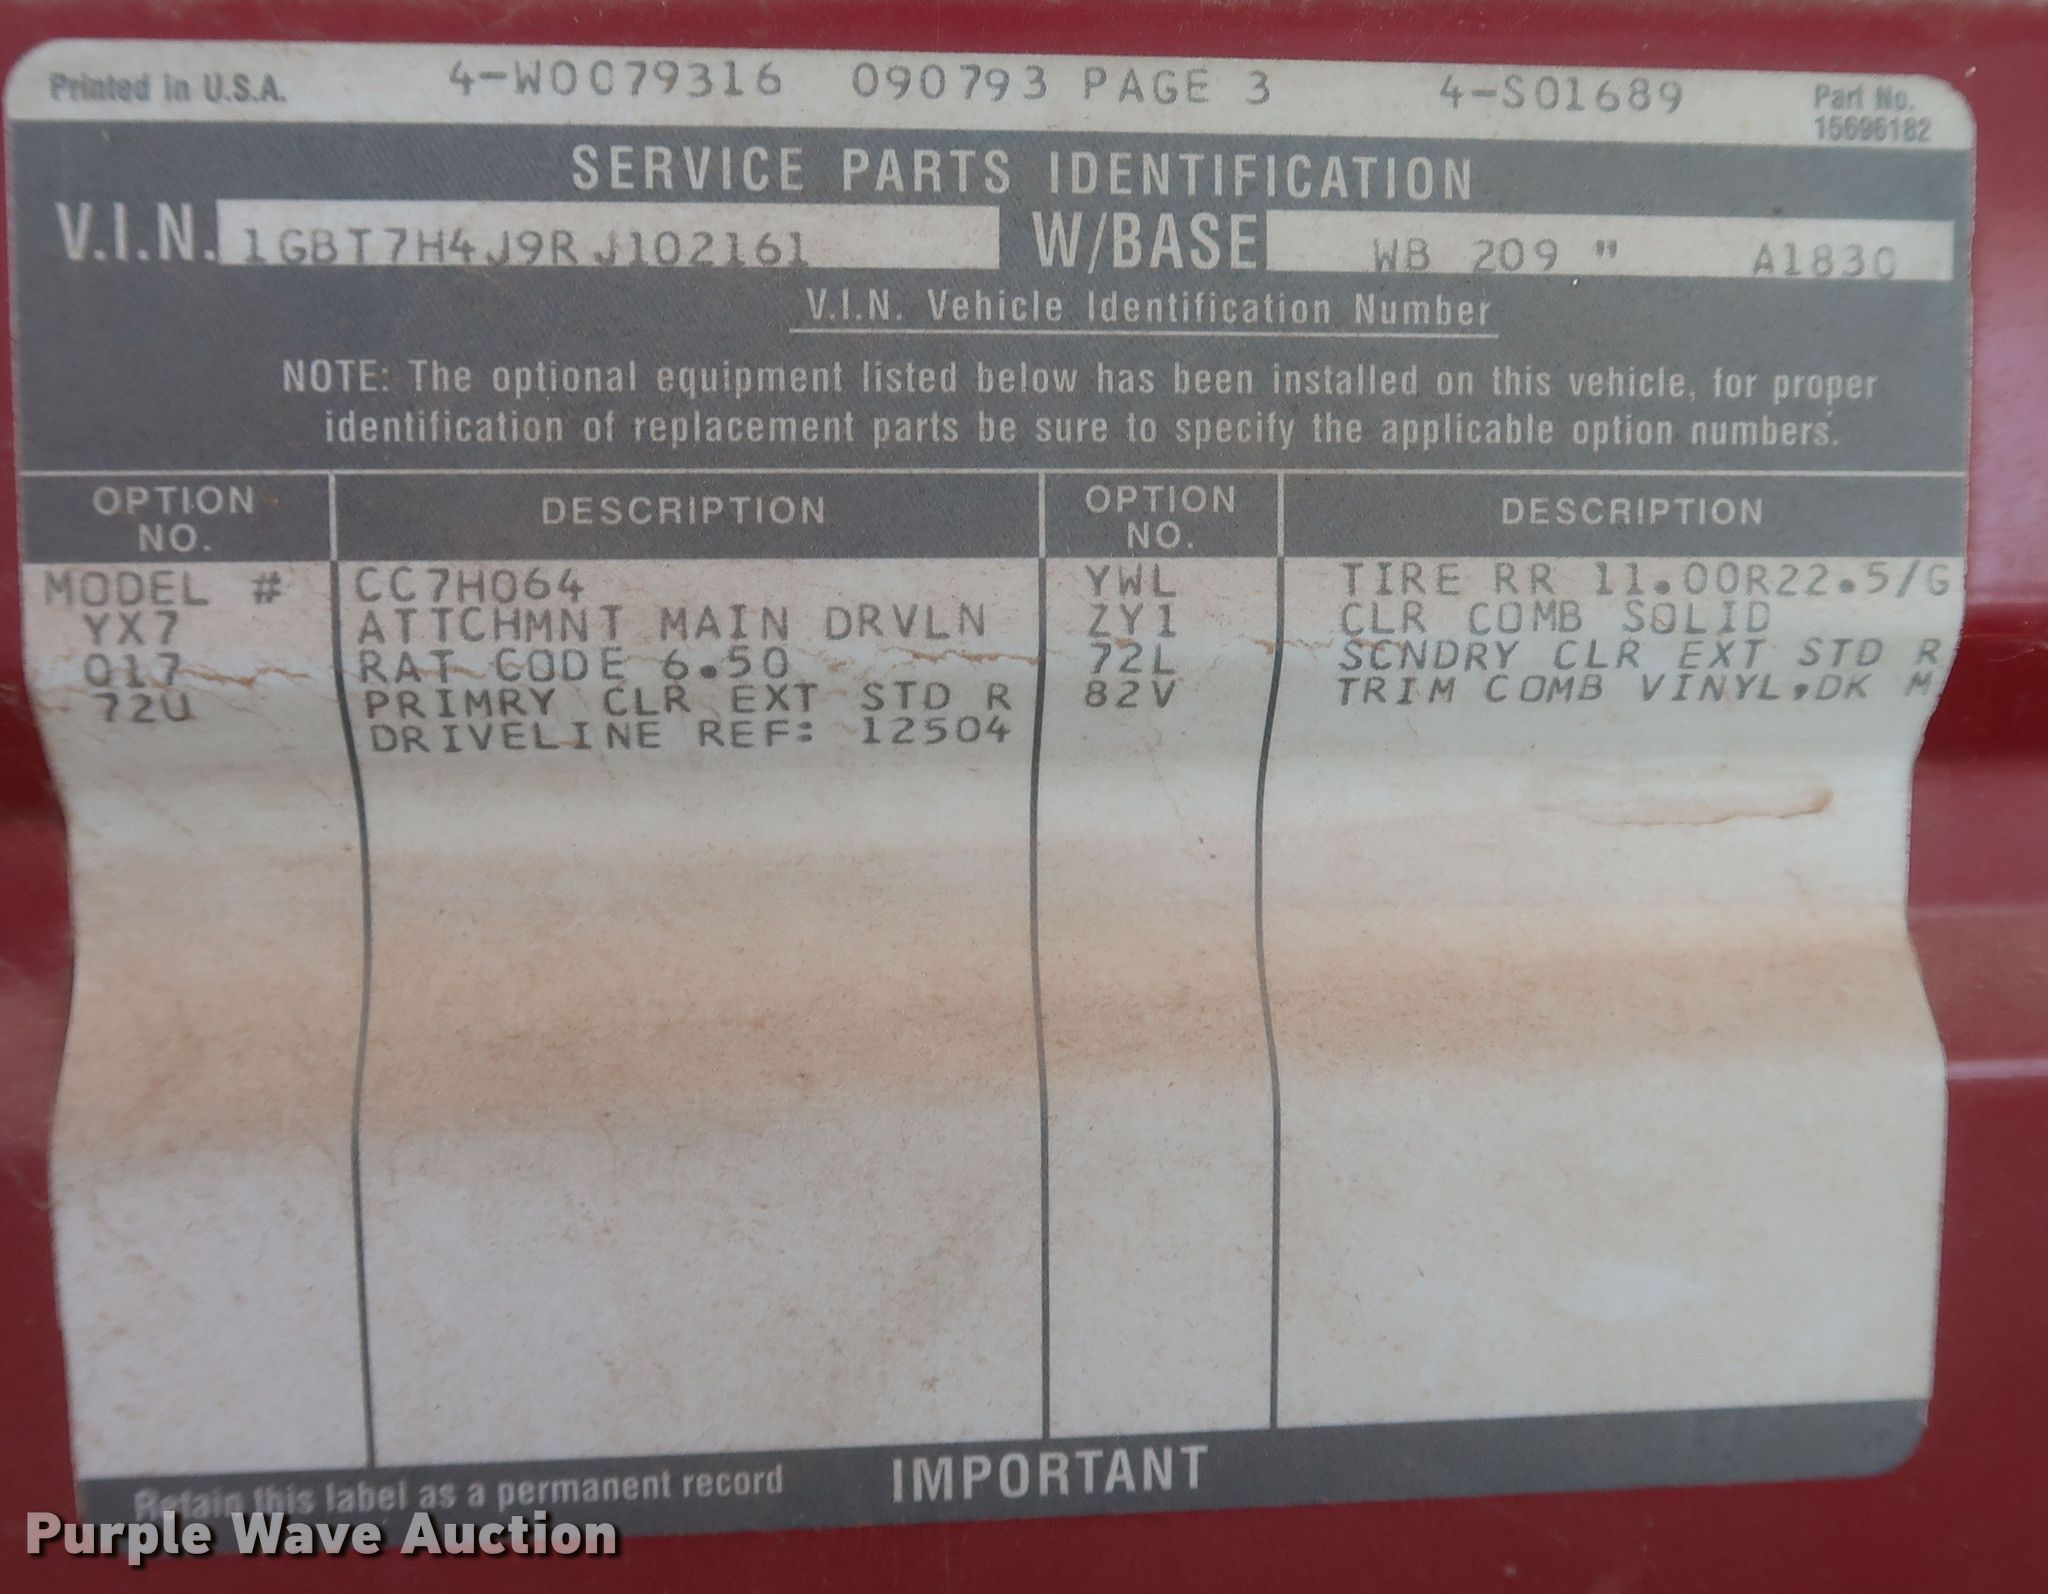 Printed in U.S.A. 4-W0079316 090793 PAGE 3 4-S01689 Part No. 15696182
SERVICE PARTS IDENTIFICATION
V.I.N. 1GBT7H4J9RJ102161 W/BASE WB 209 " A1830
V.I.N. Vehicle Identification Number
NOTE: The optional equipment listed below has been installed on this vehicle, for proper
identification of replacement parts be sure to specify the applicable option numbers.
OPTION NO. DESCRIPTION OPTION NO. DESCRIPTION
MODEL # CC7H064 YWL TIRE RR 11.00R22.5/G
YX7 ATTCHMNT MAIN DRVLN ZY1 CLR COMB SOLID
017 RAT CODE 6.50 72L SCNDRY CLR EXT STD R
72U PRIMRY CLR EXT STD R 82V TRIM COMB VINYL,DK M
DRIVELINE REF: 12504
Retain this label as a permanent record IMPORTANT
Purple Wave Auction